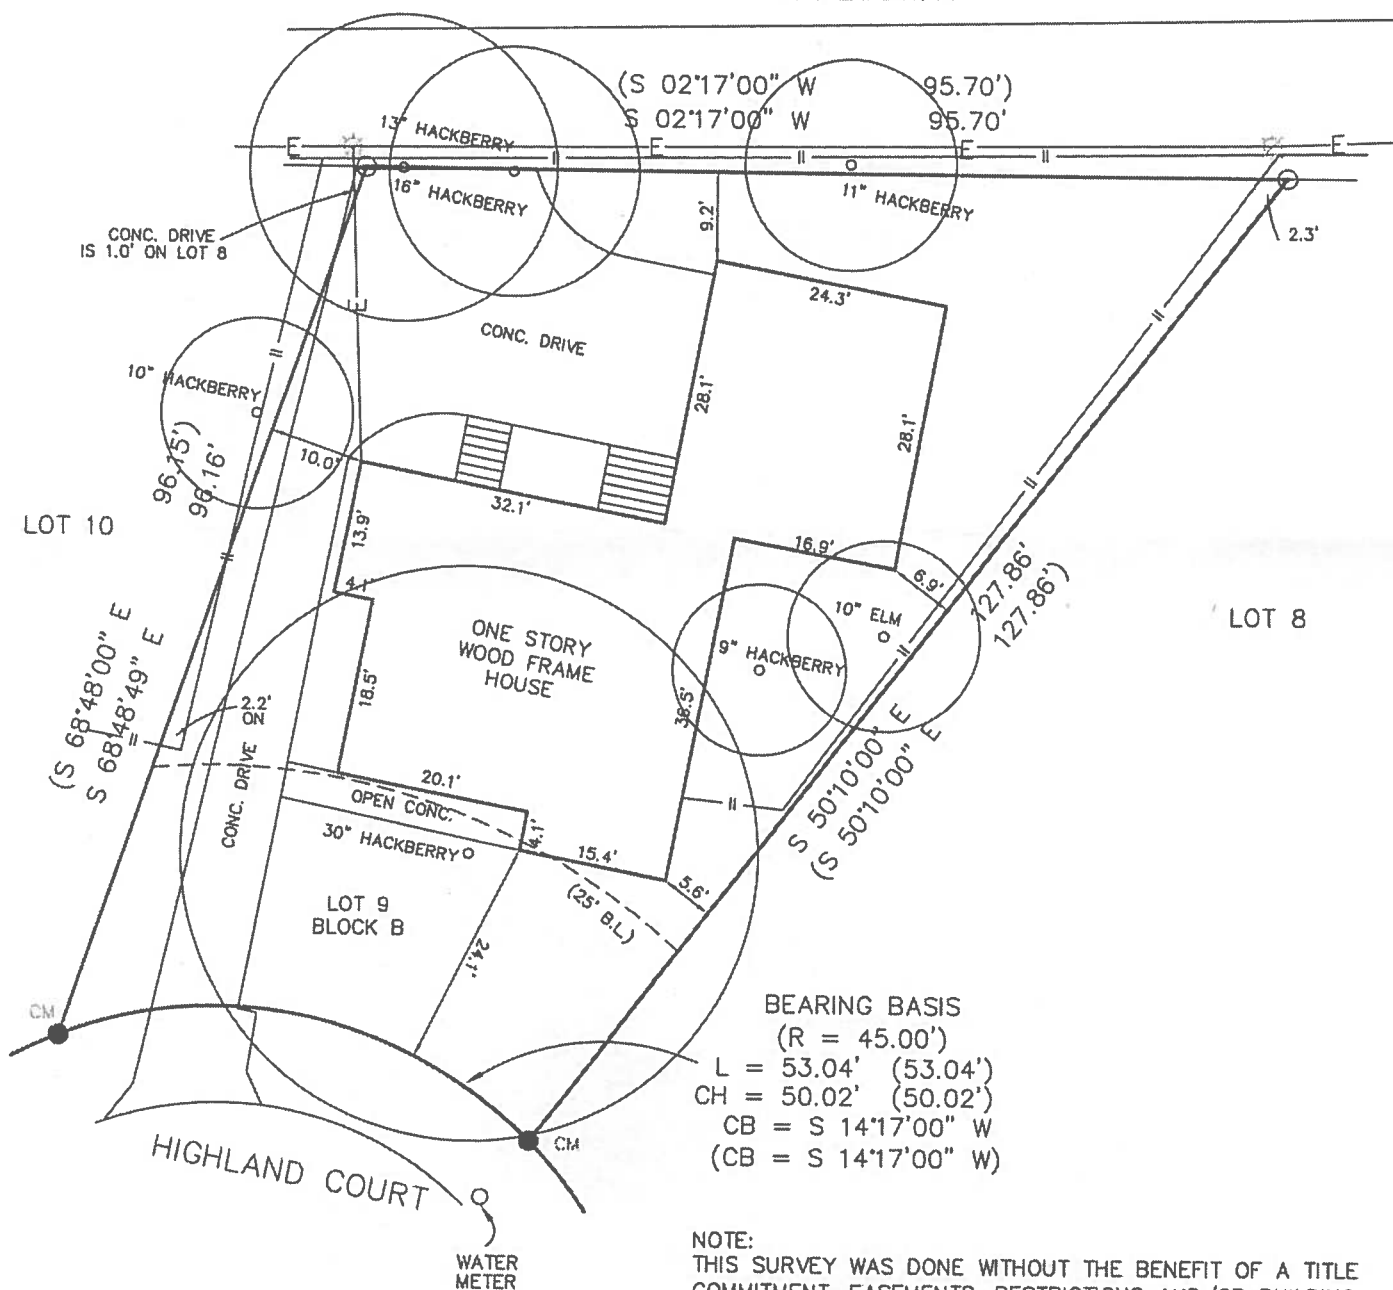 (S 02°17'00" W 95.70')
S 02°17'00" W 95.70'
13" HACKBERRY
E
E
E
E
16" HACKBERRY
11" HACKBERRY
CONC. DRIVE
IS 1.0' ON LOT 8
9.2'
2.3'
E
24.3'
CONC. DRIVE
10" HACKBERRY
28.1'
28.1'
96.15')
96.16'
10.0'
32.1'
LOT 10
13.9'
16.9'
4.1'
6.9'
127.86'
127.86')
LOT 8
10" ELM
ONE STORY
WOOD FRAME
HOUSE
9" HACKBERRY
18.5'
38.5'
(S 68°48'00" E
S 68°48'49" E
2.2'
ON
CONC. DRIVE
S 50°10'00" E
(S 50°10'00" E
20.1'
OPEN CONC.
4.1'
30" HACKBERRY
15.4'
5.6'
(25' B.L.)
LOT 9
BLOCK B
24.1'
CM
CM
BEARING BASIS
(R = 45.00')
L = 53.04' (53.04')
CH = 50.02' (50.02')
CB = S 14°17'00" W
(CB = S 14°17'00" W)
HIGHLAND COURT
WATER
METER
NOTE:
THIS SURVEY WAS DONE WITHOUT THE BENEFIT OF A TITLE